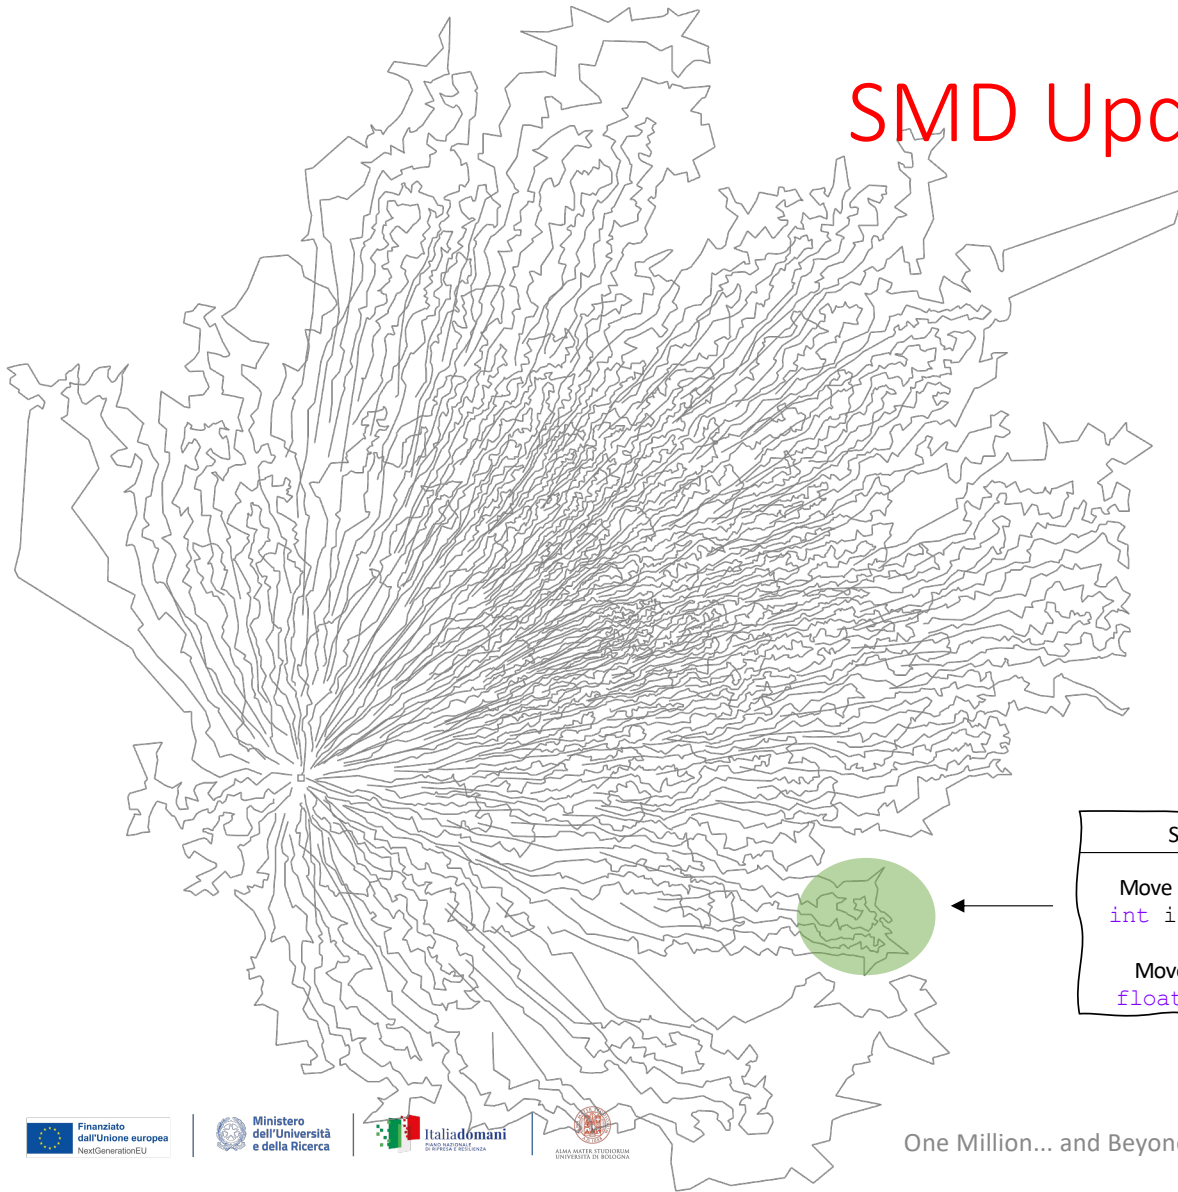 SMD Upd
S
Move
int i
Move
float
Finanziato
dall'Unione europea
NextGenerationEU
Ministero
dell'Università
e della Ricerca
Italiadomani
PIANO NAZIONALE
DI RIPRESA E RESILIENZA
ALMA MATER STUDIORUM
UNIVERSITÀ DI BOLOGNA
One Million... and Beyon